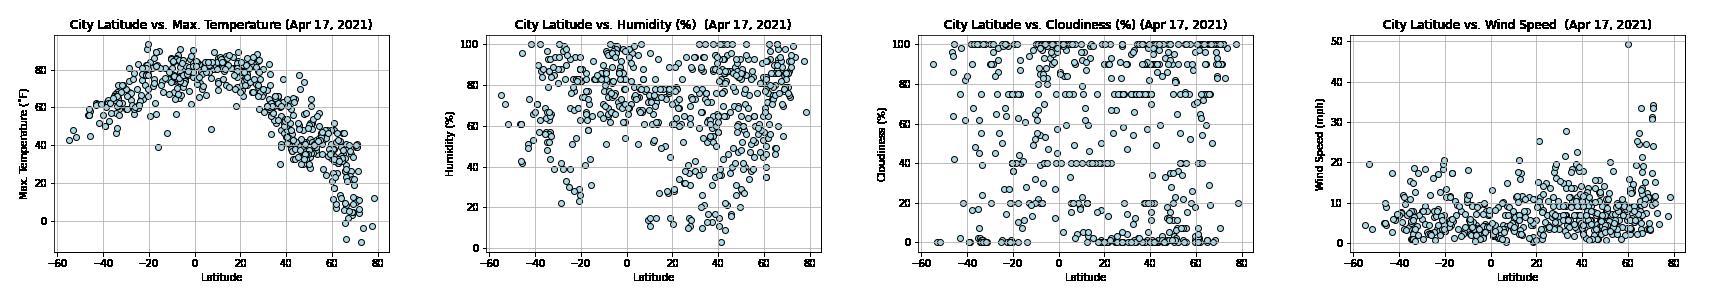 City Latitude vs. Max. Temperature (Apr 17, 2021)
Max. Temperature (°F)
80
60
40
20
0
−60 −40 −20 0 20 40 60 80
Latitude
City Latitude vs. Humidity (%) (Apr 17, 2021)
Humidity (%)
100
80
60
40
20
0
−60 −40 −20 0 20 40 60 80
Latitude
City Latitude vs. Cloudiness (%) (Apr 17, 2021)
Cloudiness (%)
100
80
60
40
20
0
−60 −40 −20 0 20 40 60 80
Latitude
City Latitude vs. Wind Speed (Apr 17, 2021)
Wind Speed (mph)
50
40
30
20
10
0
−60 −40 −20 0 20 40 60 80
Latitude